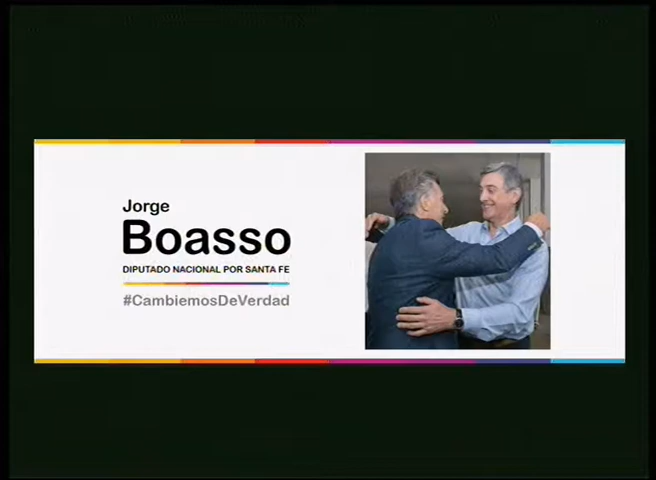 Jorge
Boasso
DIPUTADO NACIONAL POR SANTA FE
#CambiemosDeVerdad